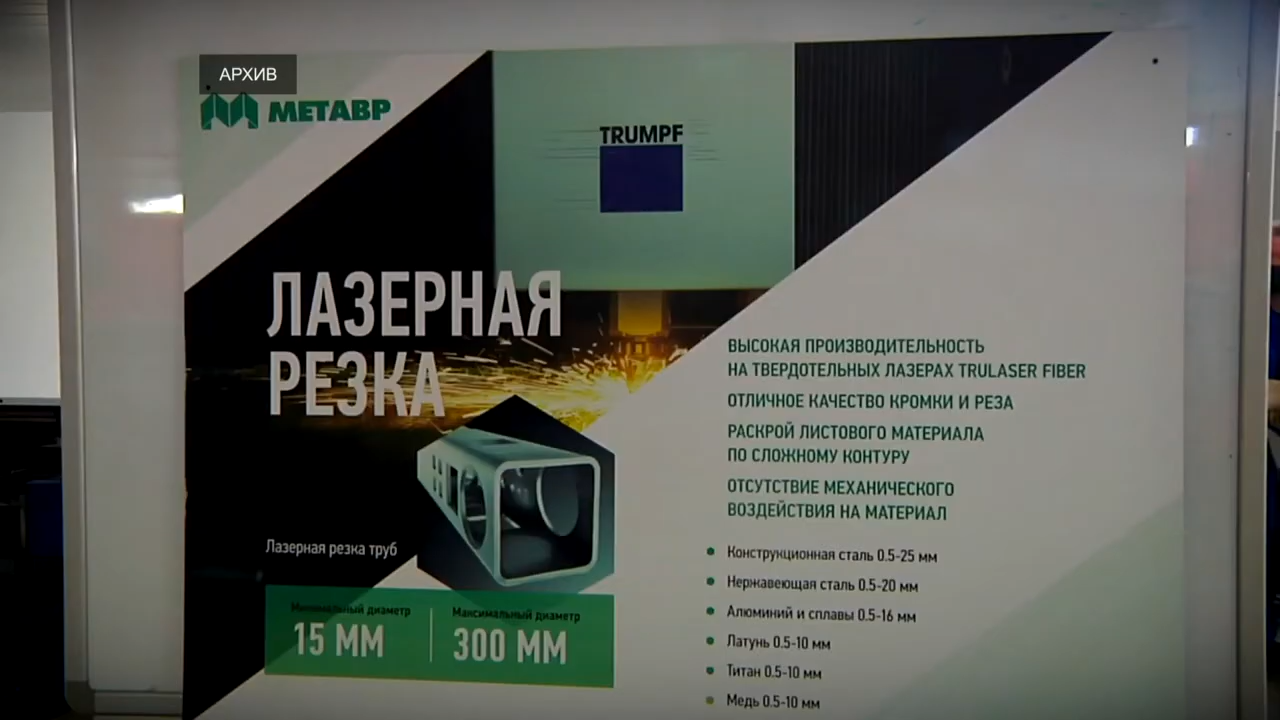 АРХИВ
МЕТАВР
TRUMPF
ЛАЗЕРНАЯ
РЕЗКА
Лазерная резка труб
Минимальный диаметр
15 ММ
Максимальный диаметр
300 ММ
ВЫСОКАЯ ПРОИЗВОДИТЕЛЬНОСТЬ
НА ТВЕРДОТЕЛЬНЫХ ЛАЗЕРАХ TRULASER FIBER
ОТЛИЧНОЕ КАЧЕСТВО КРОМКИ И РЕЗА
РАСКРОЙ ЛИСТОВОГО МАТЕРИАЛА
ПО СЛОЖНОМУ КОНТУРУ
ОТСУТСТВИЕ МЕХАНИЧЕСКОГО
ВОЗДЕЙСТВИЯ НА МАТЕРИАЛ
Конструкционная сталь 0.5-25 мм
Нержавеющая сталь 0.5-20 мм
Алюминий и сплавы 0.5-16 мм
Латунь 0.5-10 мм
Титан 0.5-10 мм
Медь 0.5-10 мм